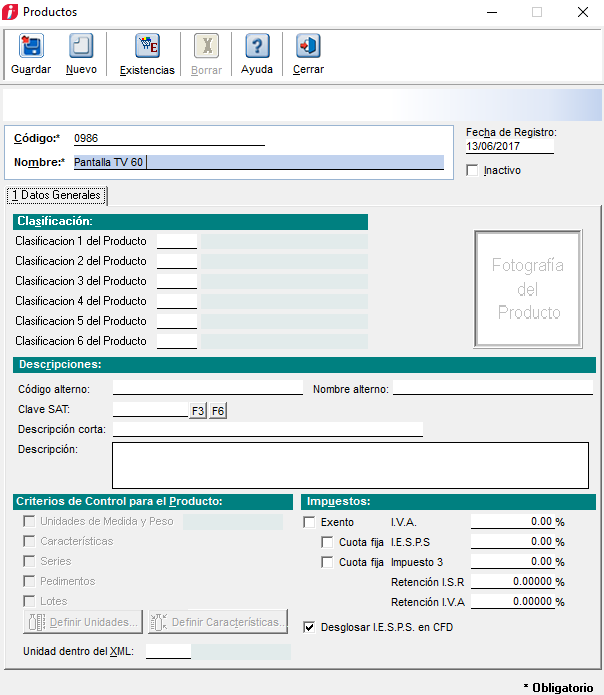 Productos
Guardar Nuevo Existencias Borrar Ayuda Cerrar
Código:* 0986
Nombre:* Pantalla TV 60
Fecha de Registro:
13/06/2017
Inactivo
1 Datos Generales
Clasificación:
Clasificacion 1 del Producto
Clasificacion 2 del Producto
Clasificacion 3 del Producto
Clasificacion 4 del Producto
Clasificacion 5 del Producto
Clasificacion 6 del Producto
Fotografía
del
Producto
Descripciones:
Código alterno: Nombre alterno:
Clave SAT: F3 F6
Descripción corta:
Descripción:
Criterios de Control para el Producto:
Unidades de Medida y Peso
Características
Series
Pedimentos
Lotes
Definir Unidades... Definir Características...
Unidad dentro del XML:
Impuestos:
Exento I.V.A. 0.00 %
Cuota fija I.E.S.P.S 0.00 %
Cuota fija Impuesto 3 0.00 %
Retención I.S.R 0.00000 %
Retención I.V.A 0.00000 %
Desglosar I.E.S.P.S. en CFD
* Obligatorio